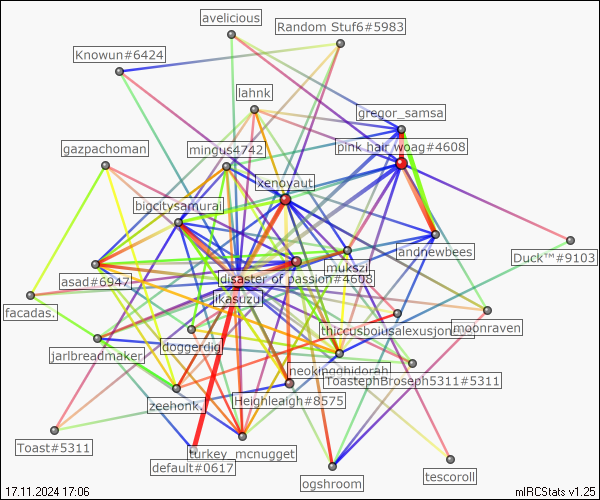 avelicious
Random Stuf6#5983
Knowun#6424
lahnk
gregor_samsa
gazpachoman
mingus4742
pink hair woag#4608
xenoyaut
bigcitysamurai
andnewbees
Duck™#9103
mukszi
asad#6947
disaster of passion#4608
ikasuzu
facadas.
thiccusboiusalexusjon
moonraven
jarlbreadmaker
doggerdig
neokingghidorah
ToastephBroseph5311#5311
zeehonk.
Heighleaigh#8575
Toast#5311
turkey_mcnugget
default#0617
tescoroll
ogshroom
17.11.2024 17:06
mIRCStats v1.25